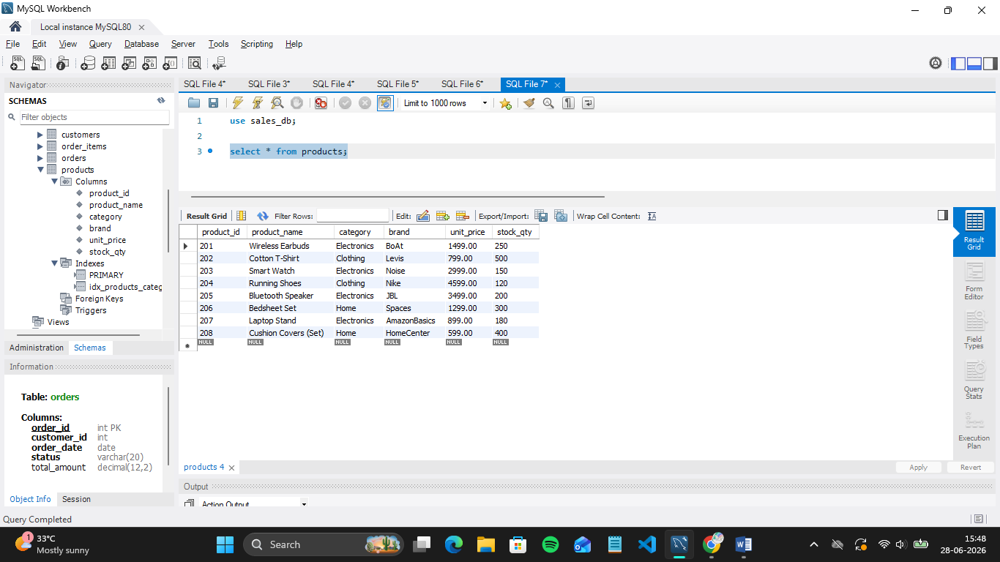 MySQL Workbench
Local instance MySQL80
File Edit View Query Database Server Tools Scripting Help
Navigator
SCHEMAS
Filter objects
customers
order_items
orders
products
Columns
product_id
product_name
category
brand
unit_price
stock_qty
Indexes
PRIMARY
idx_products_categ
Foreign Keys
Triggers
Views
Administration Schemas
Information
Table: orders
Columns:
order_id int PK
customer_id int
order_date date
status varchar(20)
total_amount decimal(12,2)
Object Info Session
SQL File 4* SQL File 3* SQL File 4* SQL File 5* SQL File 6* SQL File 7*
Limit to 1000 rows
1 use sales_db;
2
3 select * from products;
Result Grid Filter Rows: Edit: Export/Import: Wrap Cell Content:
product_id product_name category brand unit_price stock_qty
201 Wireless Earbuds Electronics BoAt 1499.00 250
202 Cotton T-Shirt Clothing Levis 799.00 500
203 Smart Watch Electronics Noise 2999.00 150
204 Running Shoes Clothing Nike 4599.00 120
205 Bluetooth Speaker Electronics JBL 3499.00 200
206 Bedsheet Set Home Spaces 1299.00 300
207 Laptop Stand Electronics AmazonBasics 899.00 180
208 Cushion Covers (Set) Home HomeCenter 599.00 400
NULL NULL NULL NULL NULL NULL
Result
Grid
Form
Editor
Field
Types
Query
Stats
Execution
Plan
products 4
Apply Revert
Output
Action Output
Query Completed
1
33°C
Mostly sunny
Search
15:48
28-06-2026